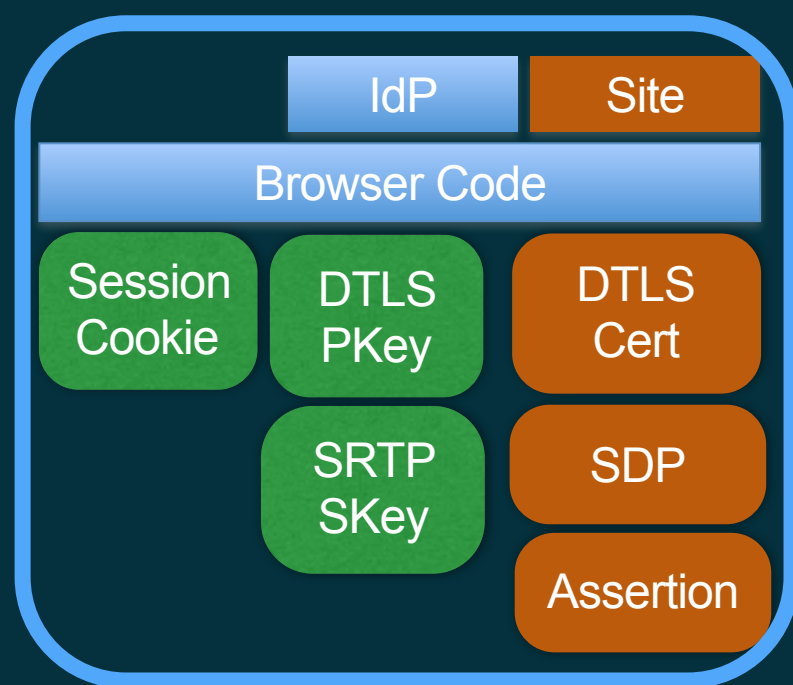 IdP
Site
Browser Code
Session
Cookie
DTLS
PKey
DTLS
Cert
SRTP
SKey
SDP
Assertion